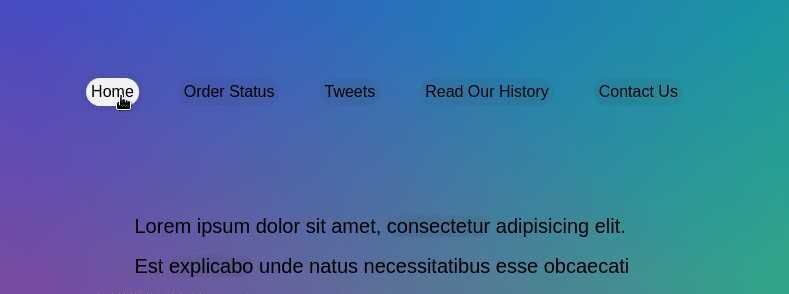 Home Order Status Tweets Read Our History Contact Us
Lorem ipsum dolor sit amet, consectetur adipisicing elit.
Est explicabo unde natus necessitatibus esse obcaecati